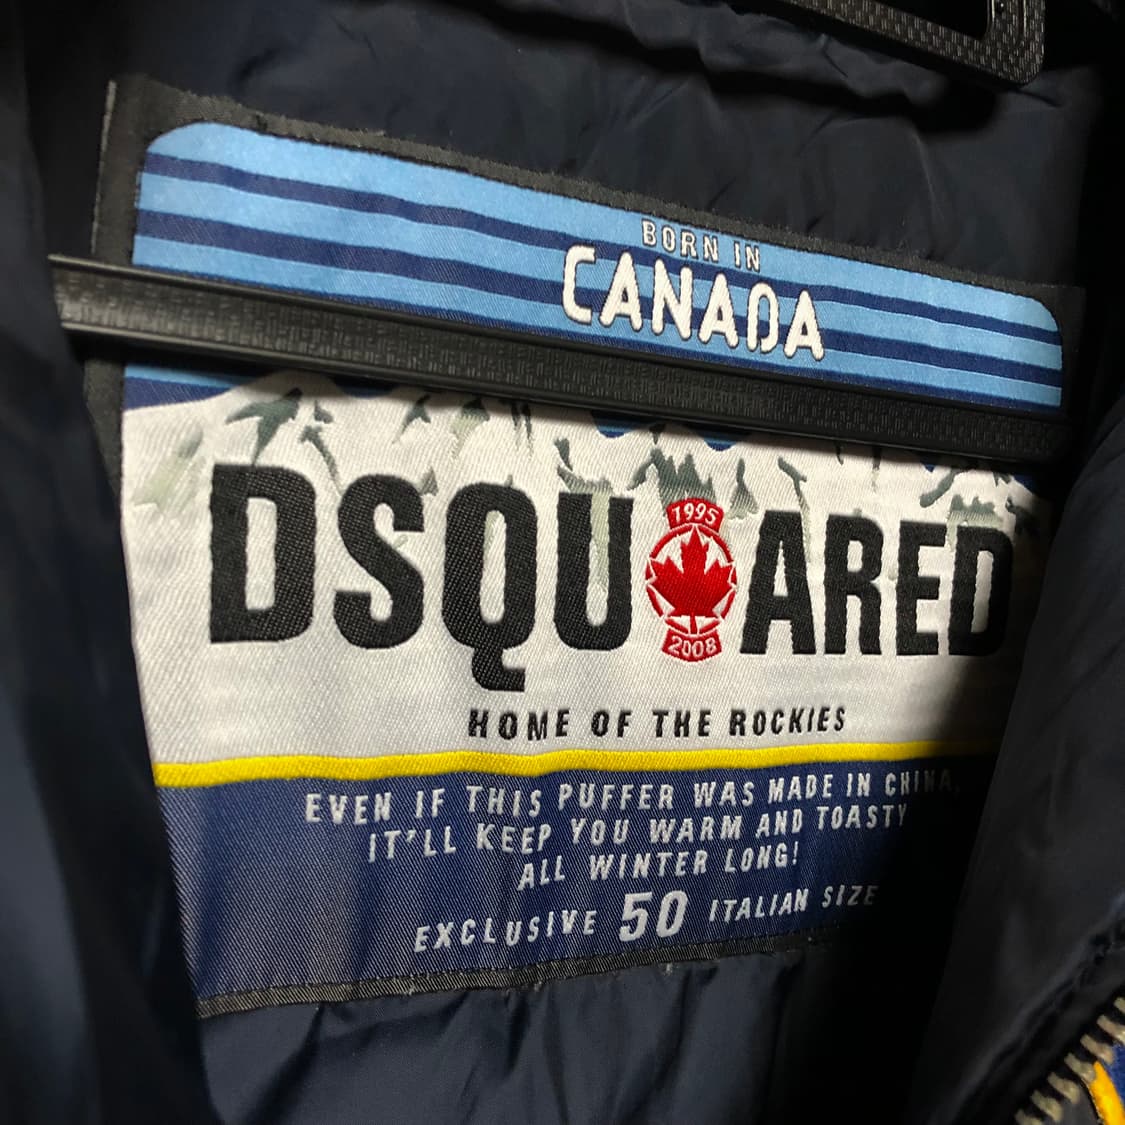 BORN IN
CANADA
DSQU ARED
1995
2008
HOME OF THE ROCKIES
EVEN IF THIS PUFFER WAS MADE IN CHINA,
IT'LL KEEP YOU WARM AND TOASTY
ALL WINTER LONG!
EXCLUSIVE 50 ITALIAN SIZE